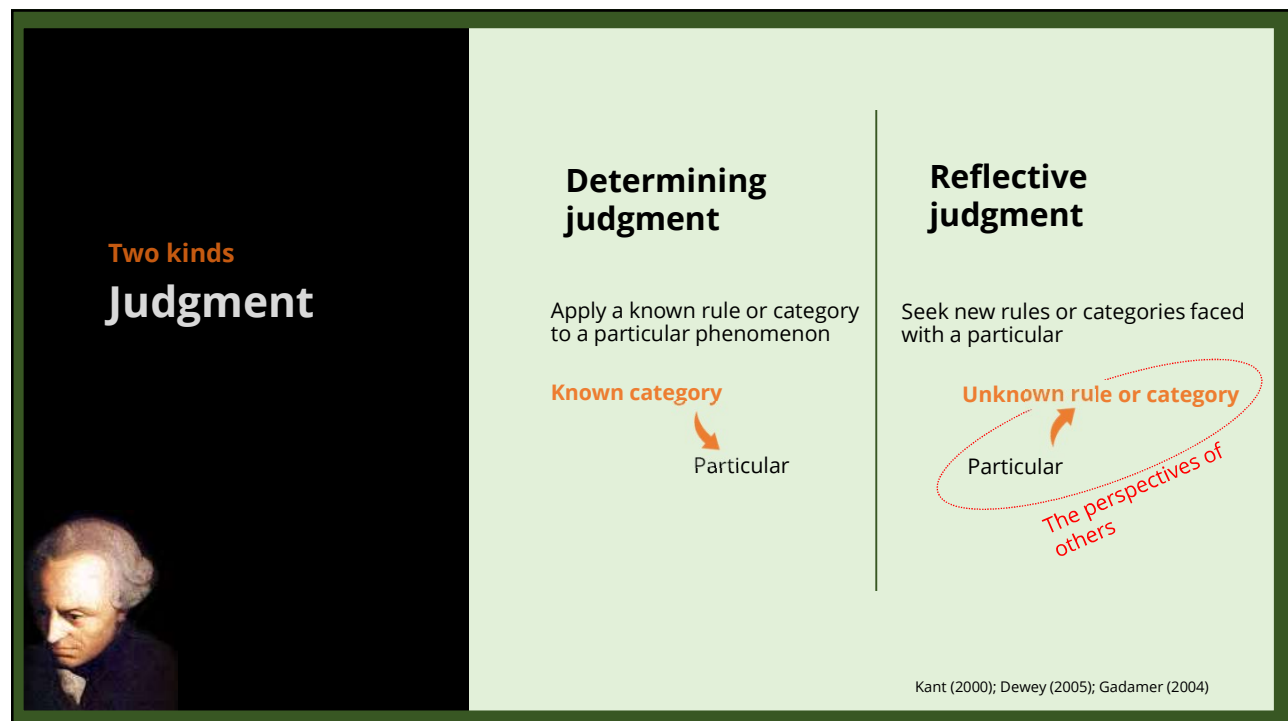 Two kinds
Judgment
Determining
judgment
Apply a known rule or category
to a particular phenomenon
Known category
Particular
Reflective
judgment
Seek new rules or categories faced
with a particular
Unknown rule or category
Particular
The perspectives of
others
Kant (2000); Dewey (2005); Gadamer (2004)